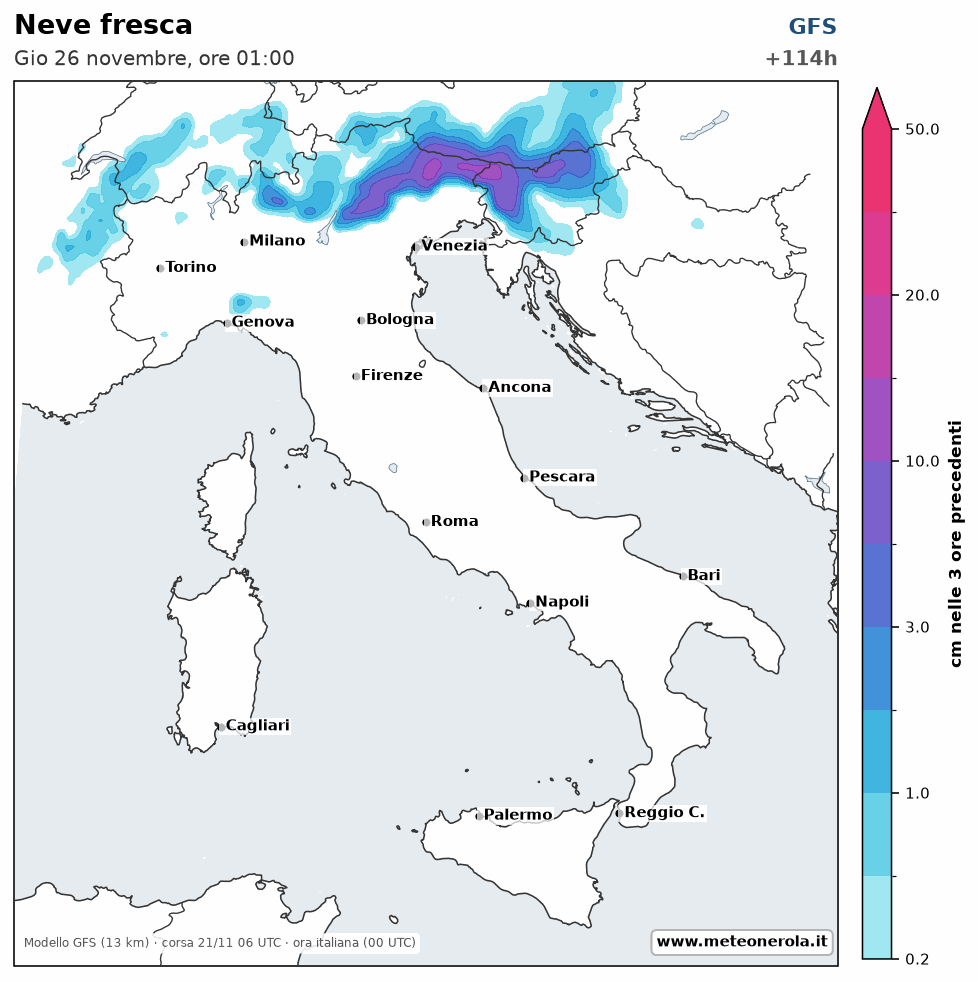 Neve fresca
GFS
Gio 26 novembre, ore 01:00
+114h
50.0
20.0
10.0
3.0
1.0
0.2
cm nelle 3 ore precedenti
Milano
Venezia
Torino
Genova
Bologna
Firenze
Ancona
Pescara
Roma
Bari
Napoli
Cagliari
Palermo
Reggio C.
Modello GFS (13 km) · corsa 21/11 06 UTC · ora italiana (00 UTC)
www.meteonerola.it